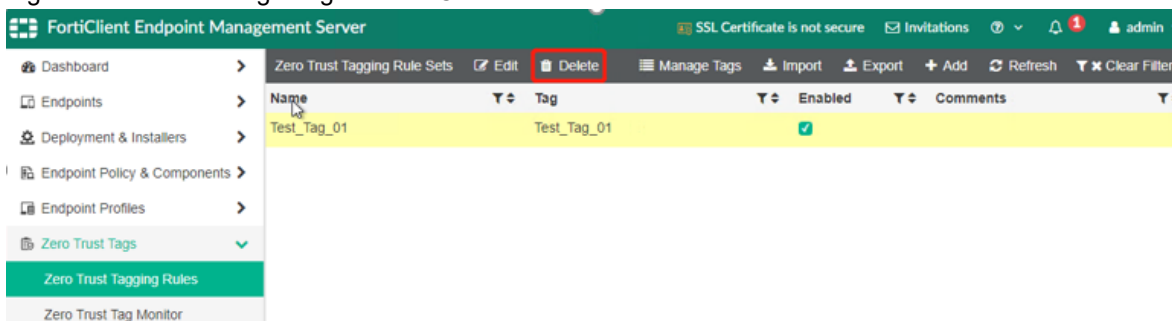 FortiClient Endpoint Management Server SSL Certificate is not secure Invitations 1 admin
Dashboard
Zero Trust Tagging Rule Sets Edit Delete Manage Tags Import Export + Add Refresh Clear Filter
Endpoints
Name Tag Enabled Comments
Test_Tag_01 Test_Tag_01
Deployment & Installers
Endpoint Policy & Components
Endpoint Profiles
Zero Trust Tags
Zero Trust Tagging Rules
Zero Trust Tag Monitor